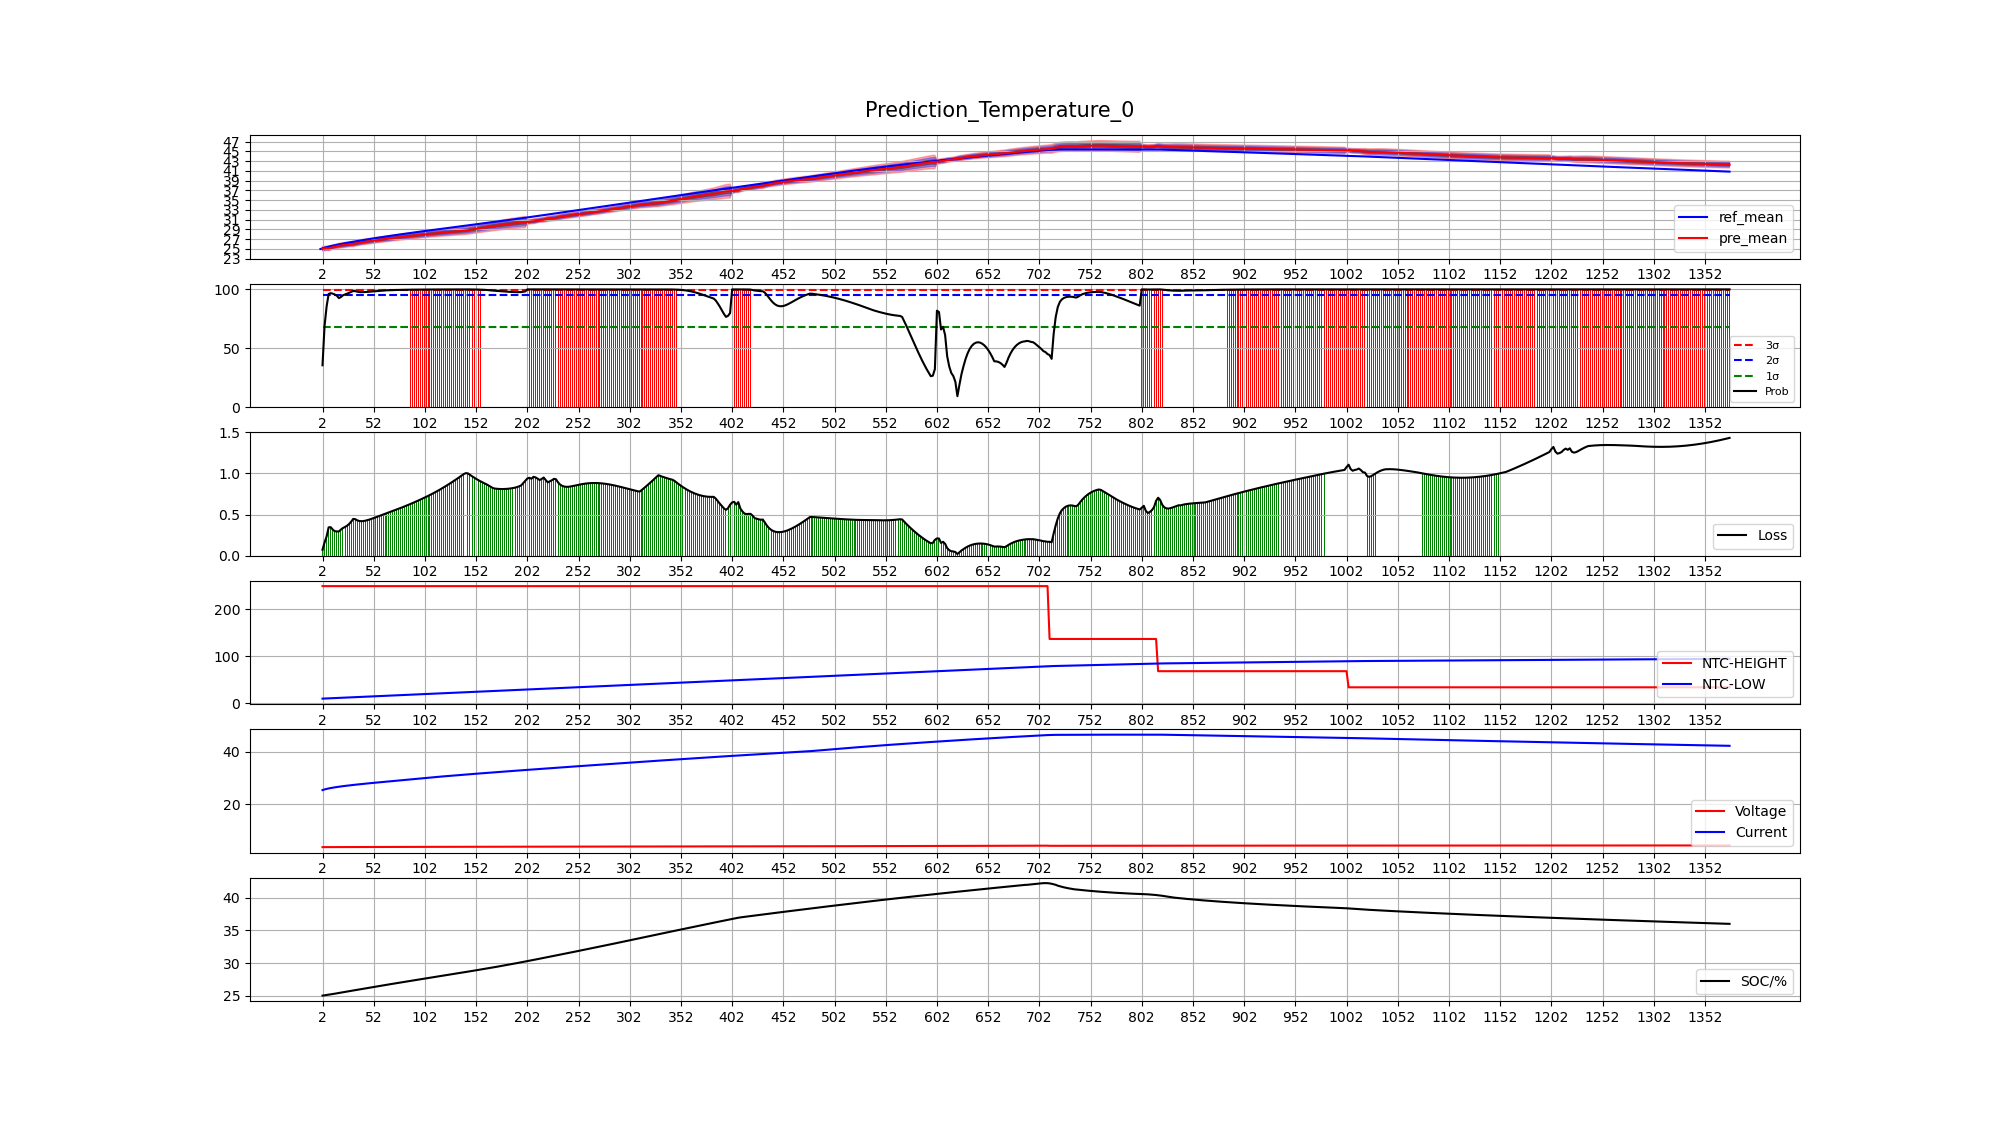 Prediction_Temperature_0
47
45
43
41
39
37
35
33
31
29
27
25
23
ref_mean
pre_mean
2 52 102 152 202 252 302 352 402 452 502 552 602 652 702 752 802 852 902 952 1002 1052 1102 1152 1202 1252 1302 1352
100
50
0
3σ
2σ
1σ
Prob
2 52 102 152 202 252 302 352 402 452 502 552 602 652 702 752 802 852 902 952 1002 1052 1102 1152 1202 1252 1302 1352
1.5
1.0
0.5
0.0
Loss
2 52 102 152 202 252 302 352 402 452 502 552 602 652 702 752 802 852 902 952 1002 1052 1102 1152 1202 1252 1302 1352
200
100
0
NTC-HEIGHT
NTC-LOW
2 52 102 152 202 252 302 352 402 452 502 552 602 652 702 752 802 852 902 952 1002 1052 1102 1152 1202 1252 1302 1352
40
20
Voltage
Current
2 52 102 152 202 252 302 352 402 452 502 552 602 652 702 752 802 852 902 952 1002 1052 1102 1152 1202 1252 1302 1352
40
35
30
25
SOC/%
2 52 102 152 202 252 302 352 402 452 502 552 602 652 702 752 802 852 902 952 1002 1052 1102 1152 1202 1252 1302 1352